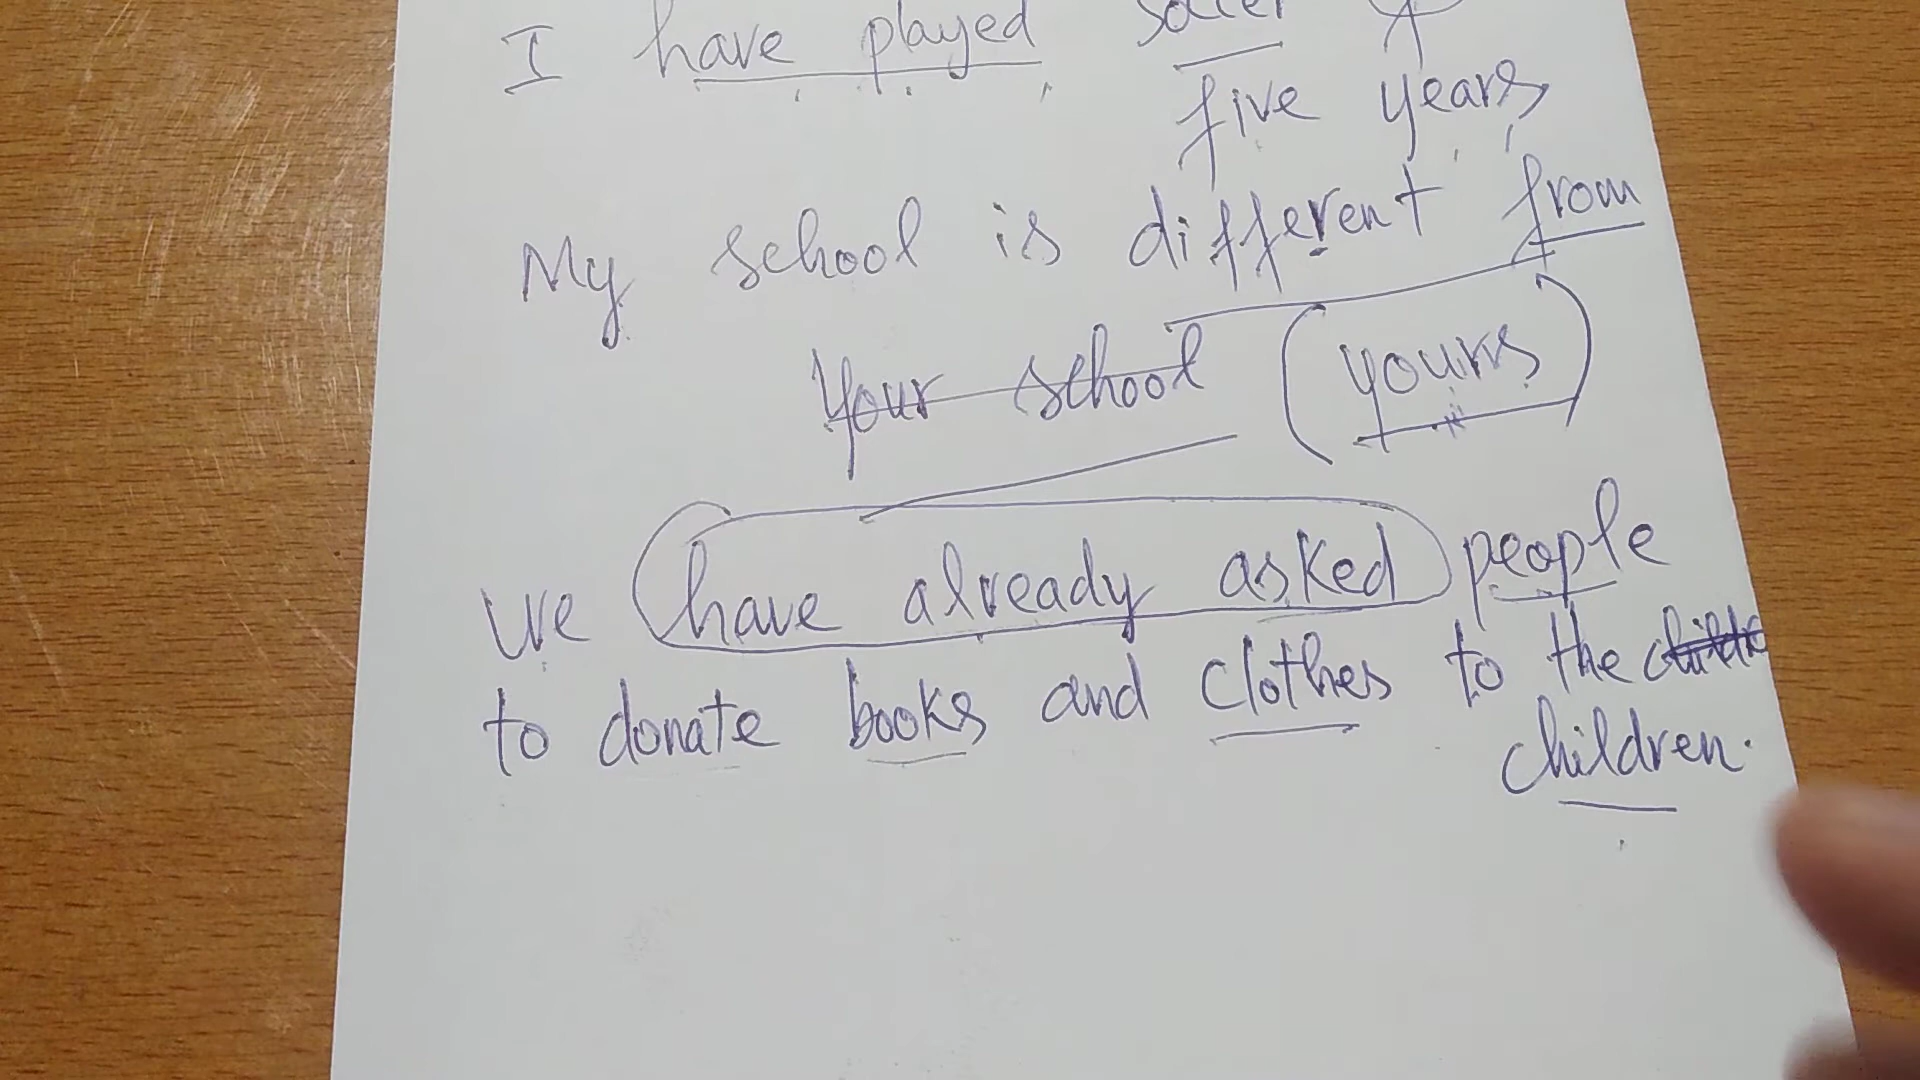 I have played
five years
My school is different from
Your school (yours)
We have already asked people
to donate books and clothes to the
children.